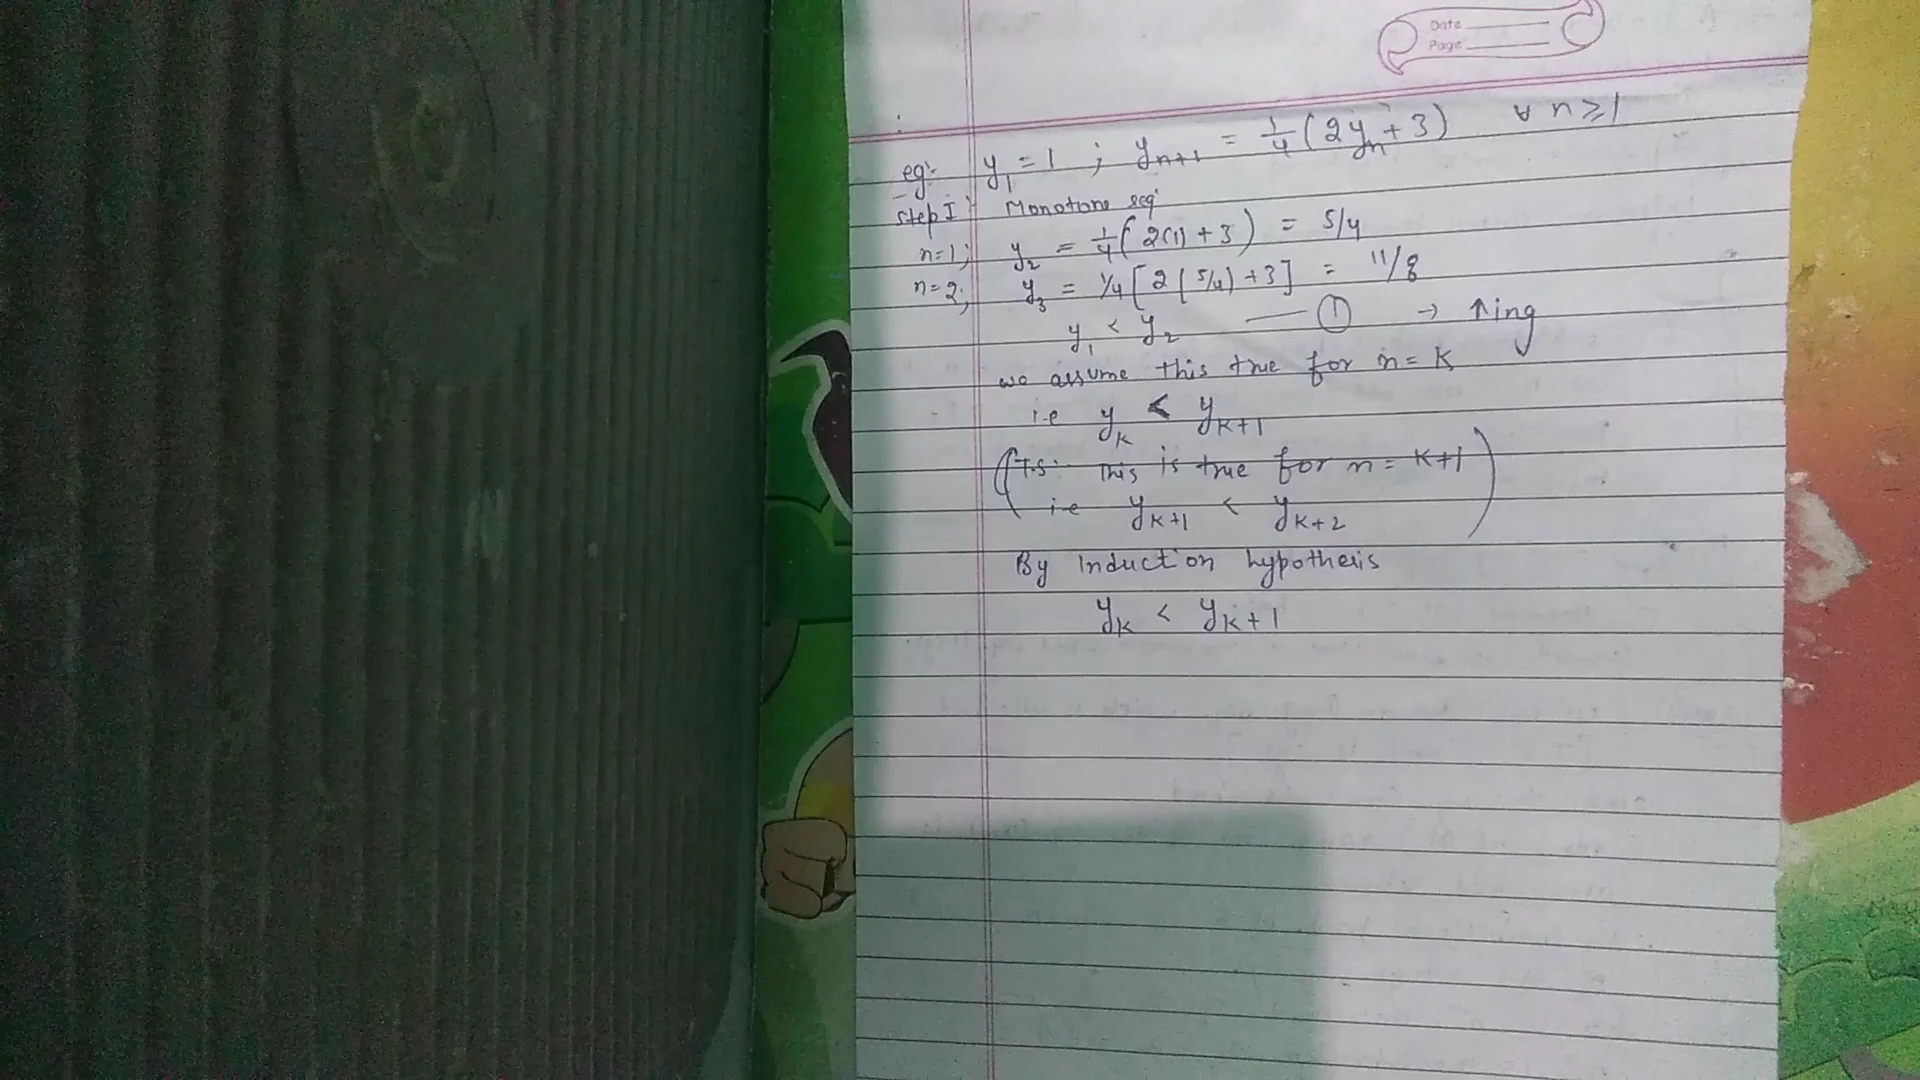 Date
Page
eg:- y₁ = 1 ; yₙ₊₁ = 1/4 (2yₙ + 3) ∀ n ≥ 1
Step I : Monotone seqⁿ
n=1; y₂ = 1/4 (2(1) + 3) = 5/4
n=2; y₃ = 1/4 [2(5/4) + 3] = 11/8
y₁ < y₂ —— ① → ↑ing
we assume this true for n = k
i.e yₖ < yₖ₊₁
(T.S:- This is true for n = k+1
i.e yₖ₊₁ < yₖ₊₂)
By Induction hypothesis
yₖ < yₖ₊₁